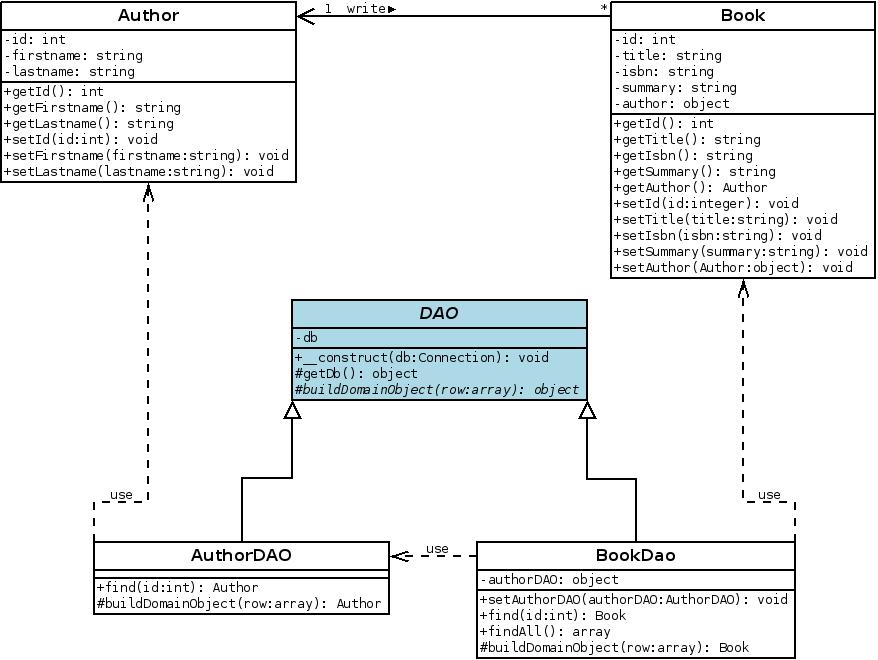 Author
-id: int
-firstname: string
-lastname: string
+getId(): int
+getFirstname(): string
+getLastname(): string
+setId(id:int): void
+setFirstname(firstname:string): void
+setLastname(lastname:string): void
1 write▶ *
Book
-id: int
-title: string
-isbn: string
-summary: string
-author: object
+getId(): int
+getTitle(): string
+getIsbn(): string
+getSummary(): string
+getAuthor(): Author
+setId(id:integer): void
+setTitle(title:string): void
+setIsbn(isbn:string): void
+setSummary(summary:string): void
+setAuthor(Author:object): void
DAO
-db
+__construct(db:Connection): void
#getDb(): object
#buildDomainObject(row:array): object
use
use
AuthorDAO
+find(id:int): Author
#buildDomainObject(row:array): Author
use
BookDao
-authorDAO: object
+setAuthorDAO(authorDAO:AuthorDAO): void
+find(id:int): Book
+findAll(): array
#buildDomainObject(row:array): Book